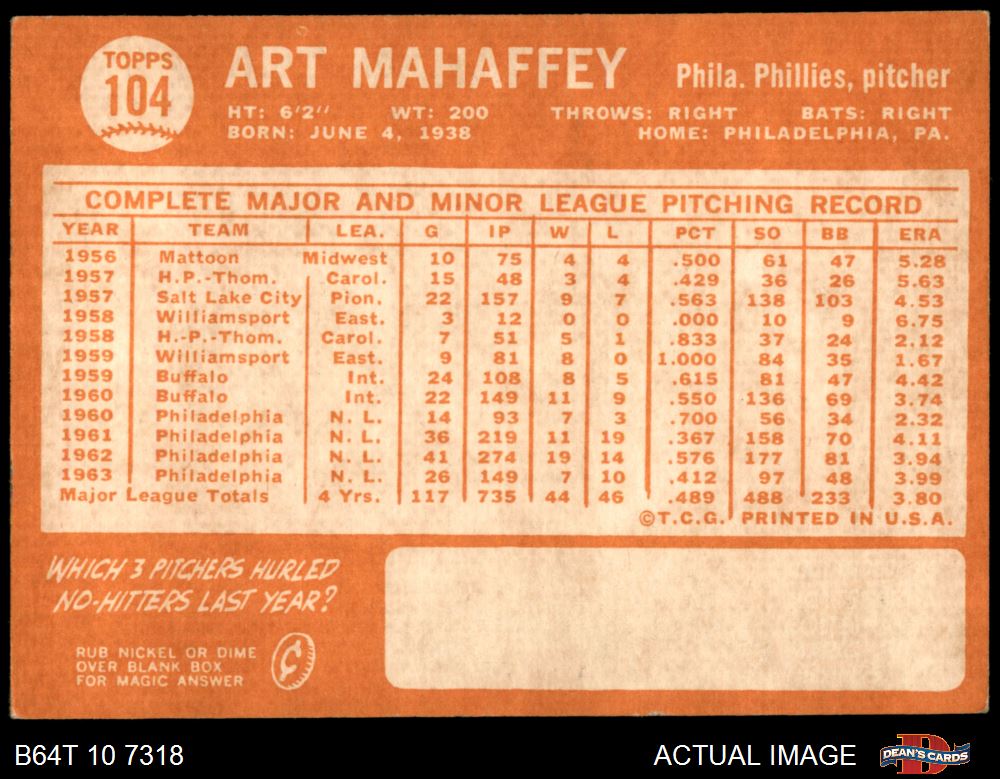 TOPPS
104
ART MAHAFFEY
Phila. Phillies, pitcher
HT: 6'2" WT: 200 THROWS: RIGHT BATS: RIGHT
BORN: JUNE 4, 1938 HOME: PHILADELPHIA, PA.
COMPLETE MAJOR AND MINOR LEAGUE PITCHING RECORD
YEAR TEAM LEA. G IP W L PCT SO BB ERA
1956 Mattoon Midwest 10 75 4 4 .500 61 47 5.28
1957 H.P.-Thom. Carol. 15 48 3 4 .429 36 26 5.63
1957 Salt Lake City Pion. 22 157 9 7 .563 138 103 4.53
1958 Williamsport East. 3 12 0 0 .000 10 9 6.75
1958 H.-P.-Thom. Carol. 7 51 5 1 .833 37 24 2.12
1959 Williamsport East. 9 81 8 0 1.000 84 35 1.67
1959 Buffalo Int. 24 108 8 5 .615 81 47 4.42
1960 Buffalo Int. 22 149 11 9 .550 136 69 3.74
1960 Philadelphia N. L. 14 93 7 3 .700 56 34 2.32
1961 Philadelphia N. L. 36 219 11 19 .367 158 70 4.11
1962 Philadelphia N. L. 41 274 19 14 .576 177 81 3.94
1963 Philadelphia N. L. 26 149 7 10 .412 97 48 3.99
Major League Totals 4 Yrs. 117 735 44 46 .489 488 233 3.80
©T.C.G. PRINTED IN U.S.A.
WHICH 3 PITCHERS HURLED
NO-HITTERS LAST YEAR?
RUB NICKEL OR DIME
OVER BLANK BOX
FOR MAGIC ANSWER
¢
B64T 10 7318 ACTUAL IMAGE
D
DEAN'S CARDS